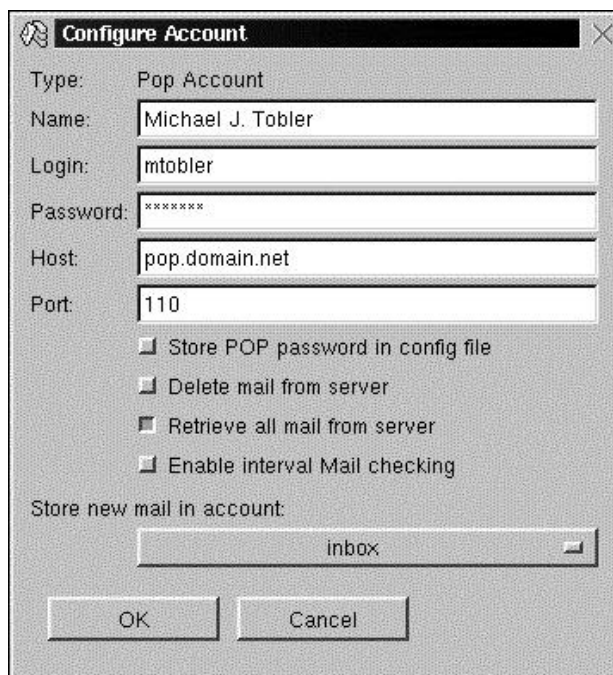 Configure Account
Type: Pop Account
Name: Michael J. Tobler
Login: mtobler
Password: *******
Host: pop.domain.net
Port: 110
Store POP password in config file
Delete mail from server
Retrieve all mail from server
Enable interval Mail checking
Store new mail in account:
inbox
OK Cancel